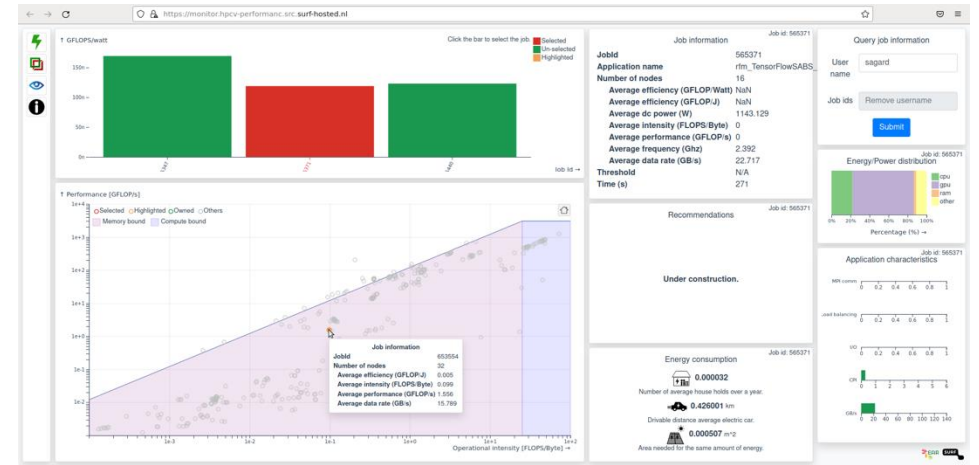 https://monitor.hpcv-performanc.src.surf-hosted.nl
↑ GFLOPS/watt
Click the bar to select the job.
Selected
Un-selected
Highlighted
150n
100n
50n
0n
Job Id →
↑ Performance [GFLOP/s]
Selected Highlighted Owned Others
Memory bound Compute bound
1e+4
1e+3
1e+2
1e+1
1e+0
1e-1
1e-2
1e-3 1e-2 1e-1 1e+0 1e+1 1e+2
Operational intensity [FLOPS/Byte] →
Job information
JobId 653554
Number of nodes 32
Average efficiency (GFLOP/J) 0.005
Average intensity (FLOPS/Byte) 0.099
Average performance (GFLOP/s) 1.556
Average data rate (GB/s) 15.789
Job id: 565371
Job information
JobId 565371
Application name rfm_TensorFlowSABS_
Number of nodes 16
Average efficiency (GFLOP/Watt) NaN
Average efficiency (GFLOP/J) NaN
Average dc power (W) 1143.129
Average intensity (FLOPS/Byte) 0
Average performance (GFLOP/s) 0
Average frequency (Ghz) 2.392
Average data rate (GB/s) 22.717
Threshold N/A
Time (s) 271
Job id: 565371
Recommendations
Under construction.
Job id: 565371
Energy consumption
0.000032
Number of average house holds over a year.
0.426001 km
Drivable distance average electric car.
0.000507 m^2
Area needed for the same amount of energy.
Query job information
User name sagard
Job ids Remove username
Submit
Job id: 565371
Energy/Power distribution
cpu
gpu
ram
other
0% 20% 40% 60% 80% 100%
Percentage (%) →
Job id: 565371
Application characteristics
MPI comm 0 0.2 0.4 0.6 0.8 1
load balancing 0 0.2 0.4 0.6 0.8 1
I/O 0 0.2 0.4 0.6 0.8 1
CPI 0 1 2 3 4 5 6
GB/s 0 20 40 60 80 100 120 140
EAR SURF